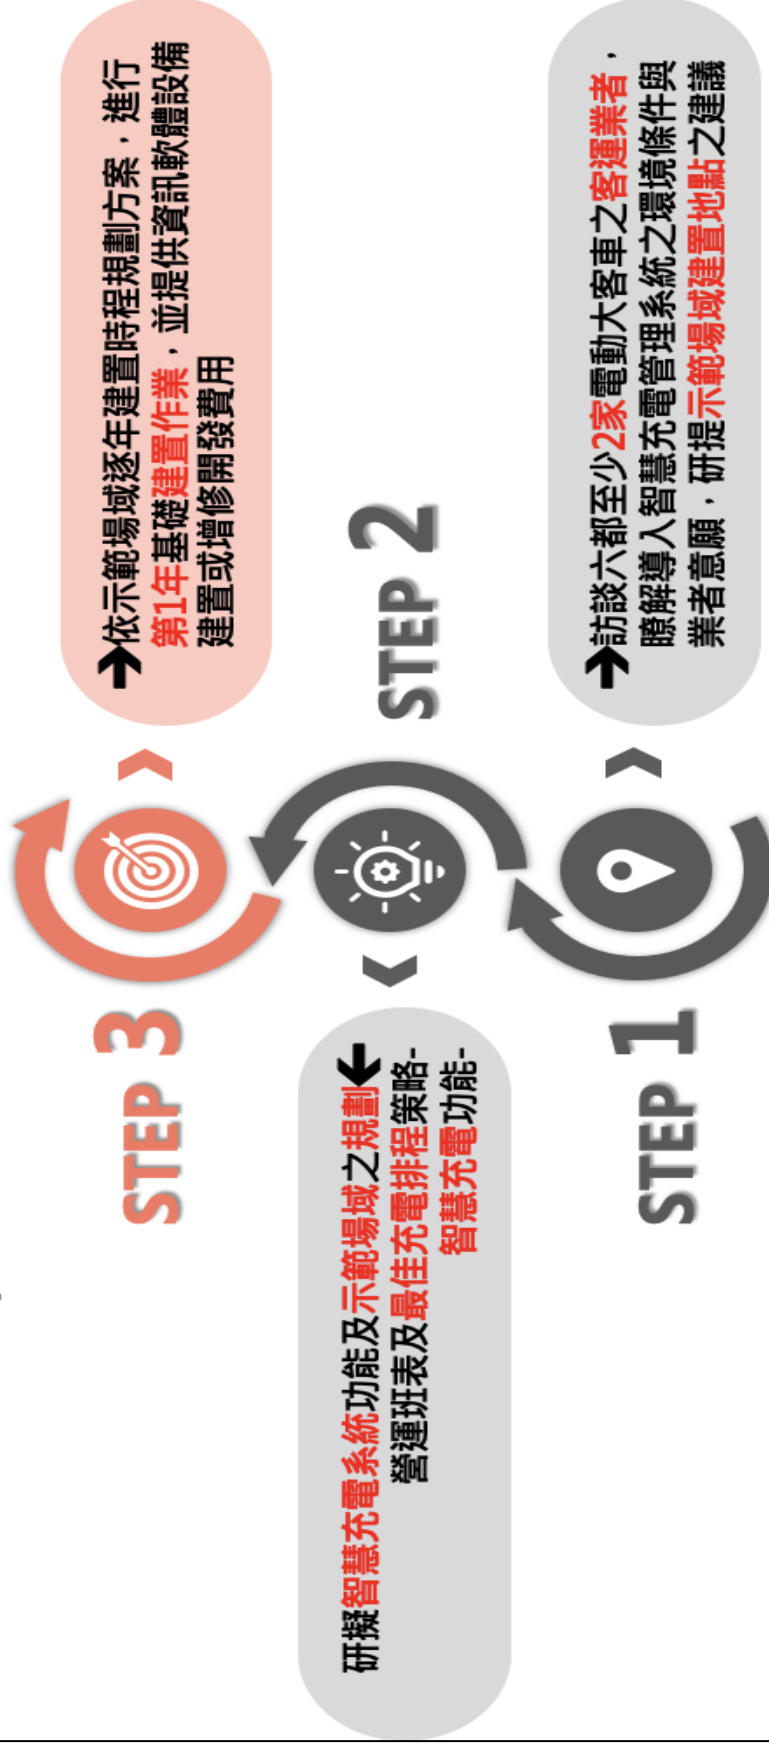 STEP 3
➔依示範場域逐年建置時程規劃方案，進行
第1年基礎建置作業，並提供資訊軟體設備
建置或增修開發費用
研擬智慧充電系統功能及示範場域之規劃←
營運班表及最佳充電排程策略-
智慧充電功能-
STEP 2
STEP 1
➔訪談六都至少2家電動大客車之客運業者，
瞭解導入智慧充電管理系統之環境條件與
業者意願，研提示範場域建置地點之建議